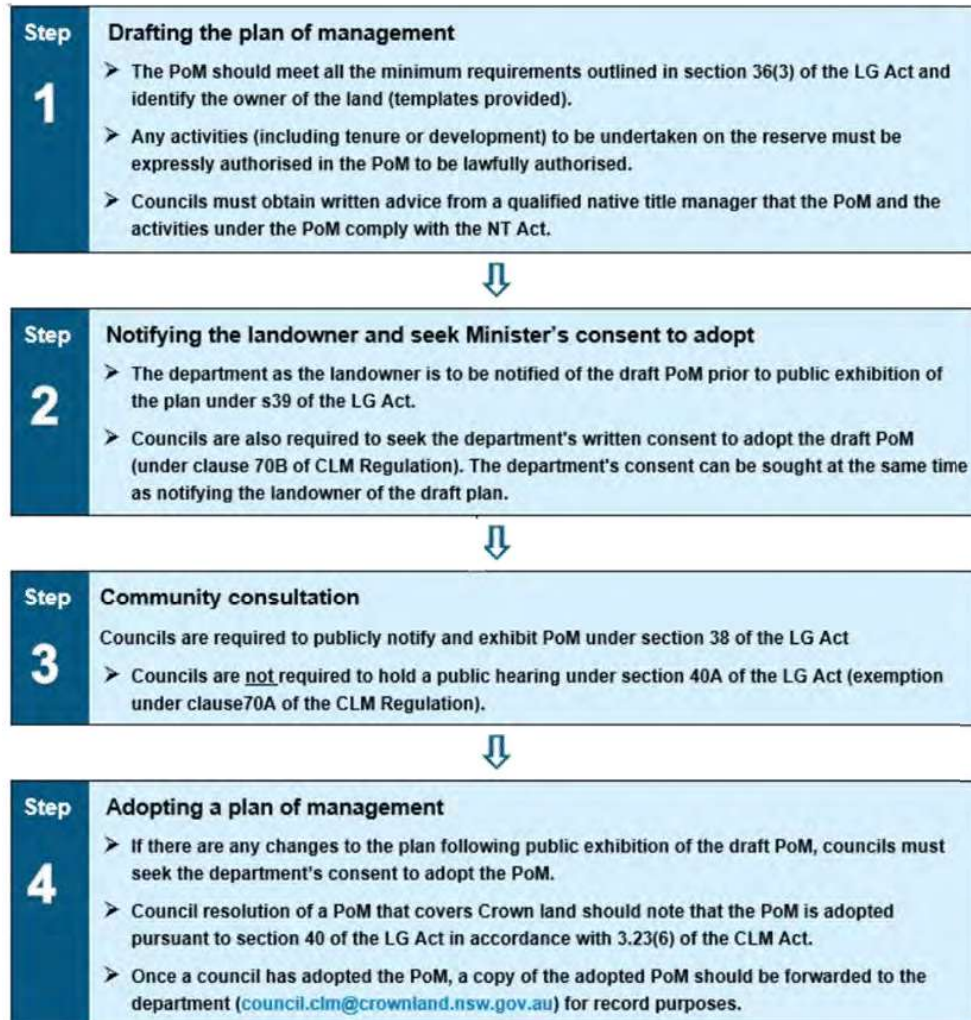 Step
1
Drafting the plan of management
➢ The PoM should meet all the minimum requirements outlined in section 36(3) of the LG Act and
identify the owner of the land (templates provided).
➢ Any activities (including tenure or development) to be undertaken on the reserve must be
expressly authorised in the PoM to be lawfully authorised.
➢ Councils must obtain written advice from a qualified native title manager that the PoM and the
activities under the PoM comply with the NT Act.
Step
2
Notifying the landowner and seek Minister's consent to adopt
➢ The department as the landowner is to be notified of the draft PoM prior to public exhibition of
the plan under s39 of the LG Act.
➢ Councils are also required to seek the department's written consent to adopt the draft PoM
(under clause 70B of CLM Regulation). The department's consent can be sought at the same time
as notifying the landowner of the draft plan.
Step
3
Community consultation
Councils are required to publicly notify and exhibit PoM under section 38 of the LG Act
➢ Councils are not required to hold a public hearing under section 40A of the LG Act (exemption
under clause70A of the CLM Regulation).
Step
4
Adopting a plan of management
➢ If there are any changes to the plan following public exhibition of the draft PoM, councils must
seek the department's consent to adopt the PoM.
➢ Council resolution of a PoM that covers Crown land should note that the PoM is adopted
pursuant to section 40 of the LG Act in accordance with 3.23(6) of the CLM Act.
➢ Once a council has adopted the PoM, a copy of the adopted PoM should be forwarded to the
department (council.clm@crownland.nsw.gov.au) for record purposes.